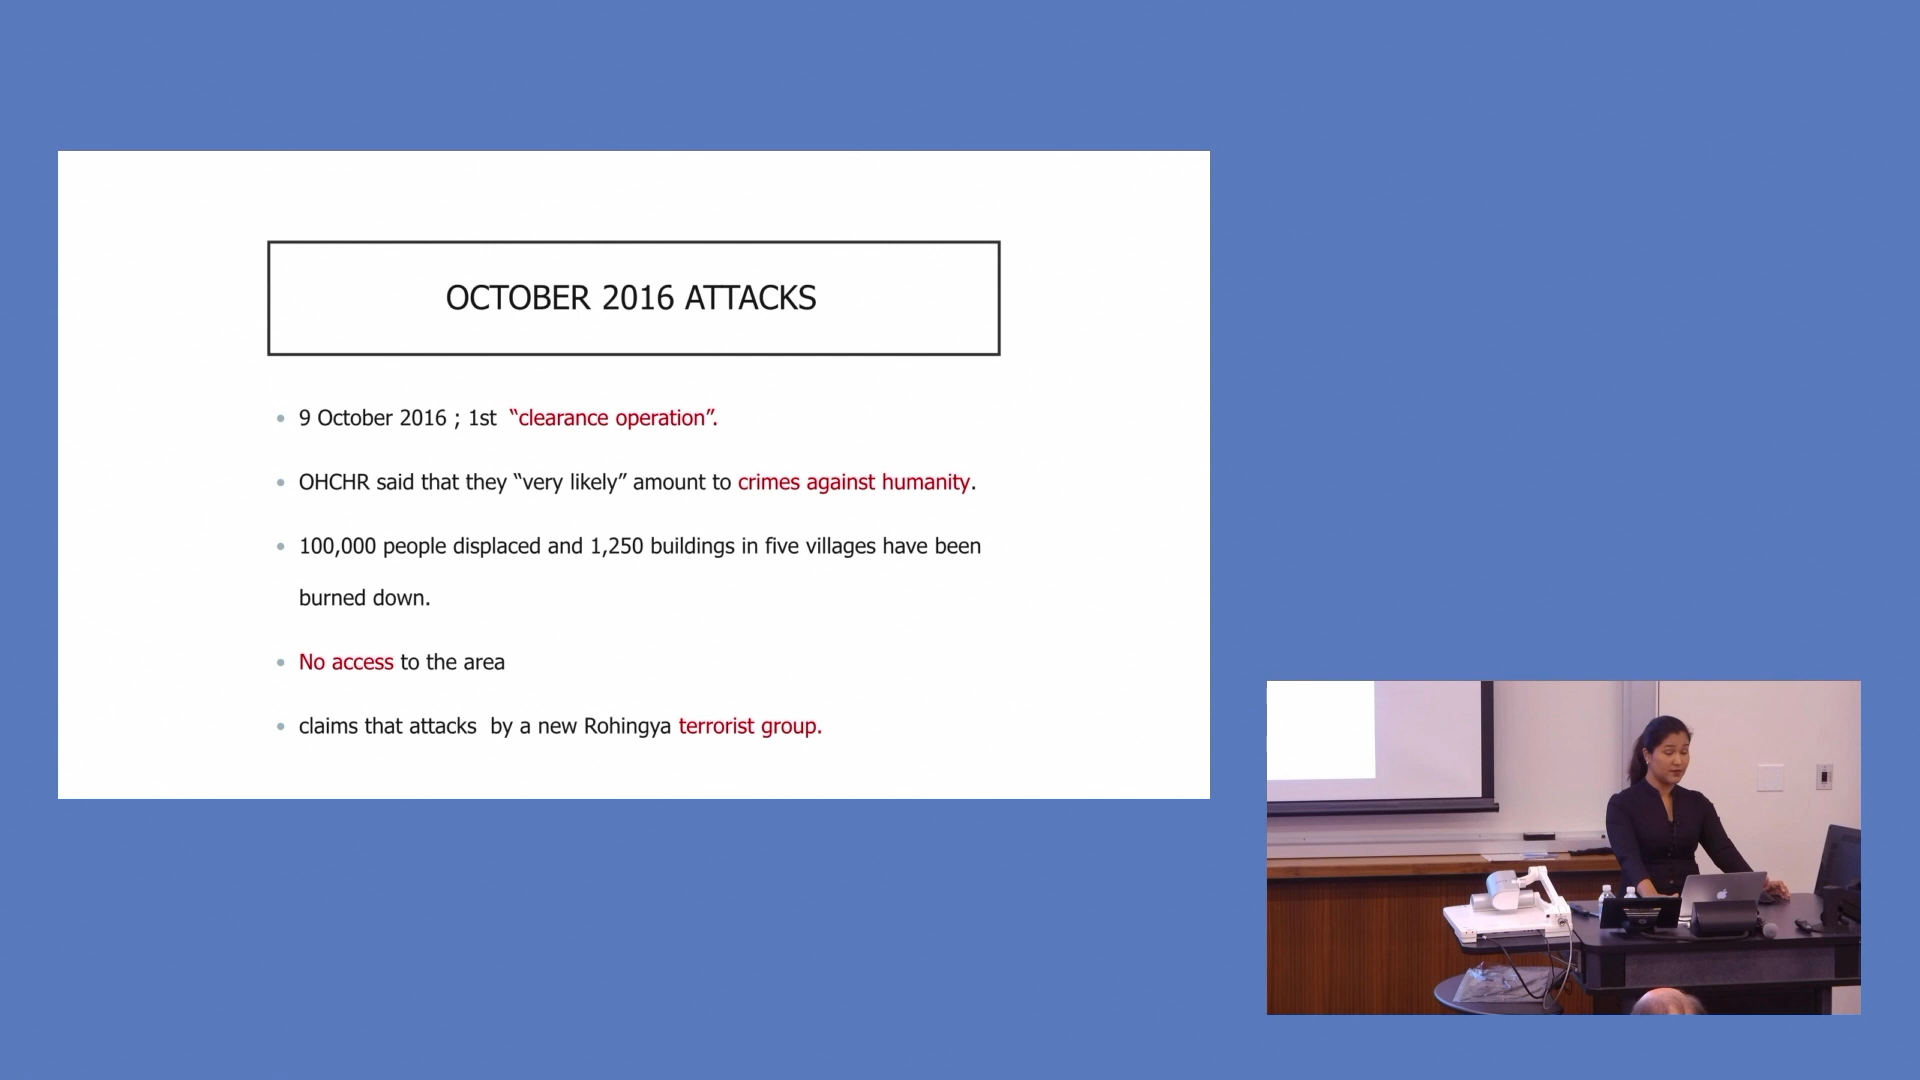 OCTOBER 2016 ATTACKS
• 9 October 2016 ; 1st  “clearance operation”.
• OHCHR said that they “very likely” amount to crimes against humanity.
• 100,000 people displaced and 1,250 buildings in five villages have been
burned down.
• No access to the area
• claims that attacks  by a new Rohingya terrorist group.